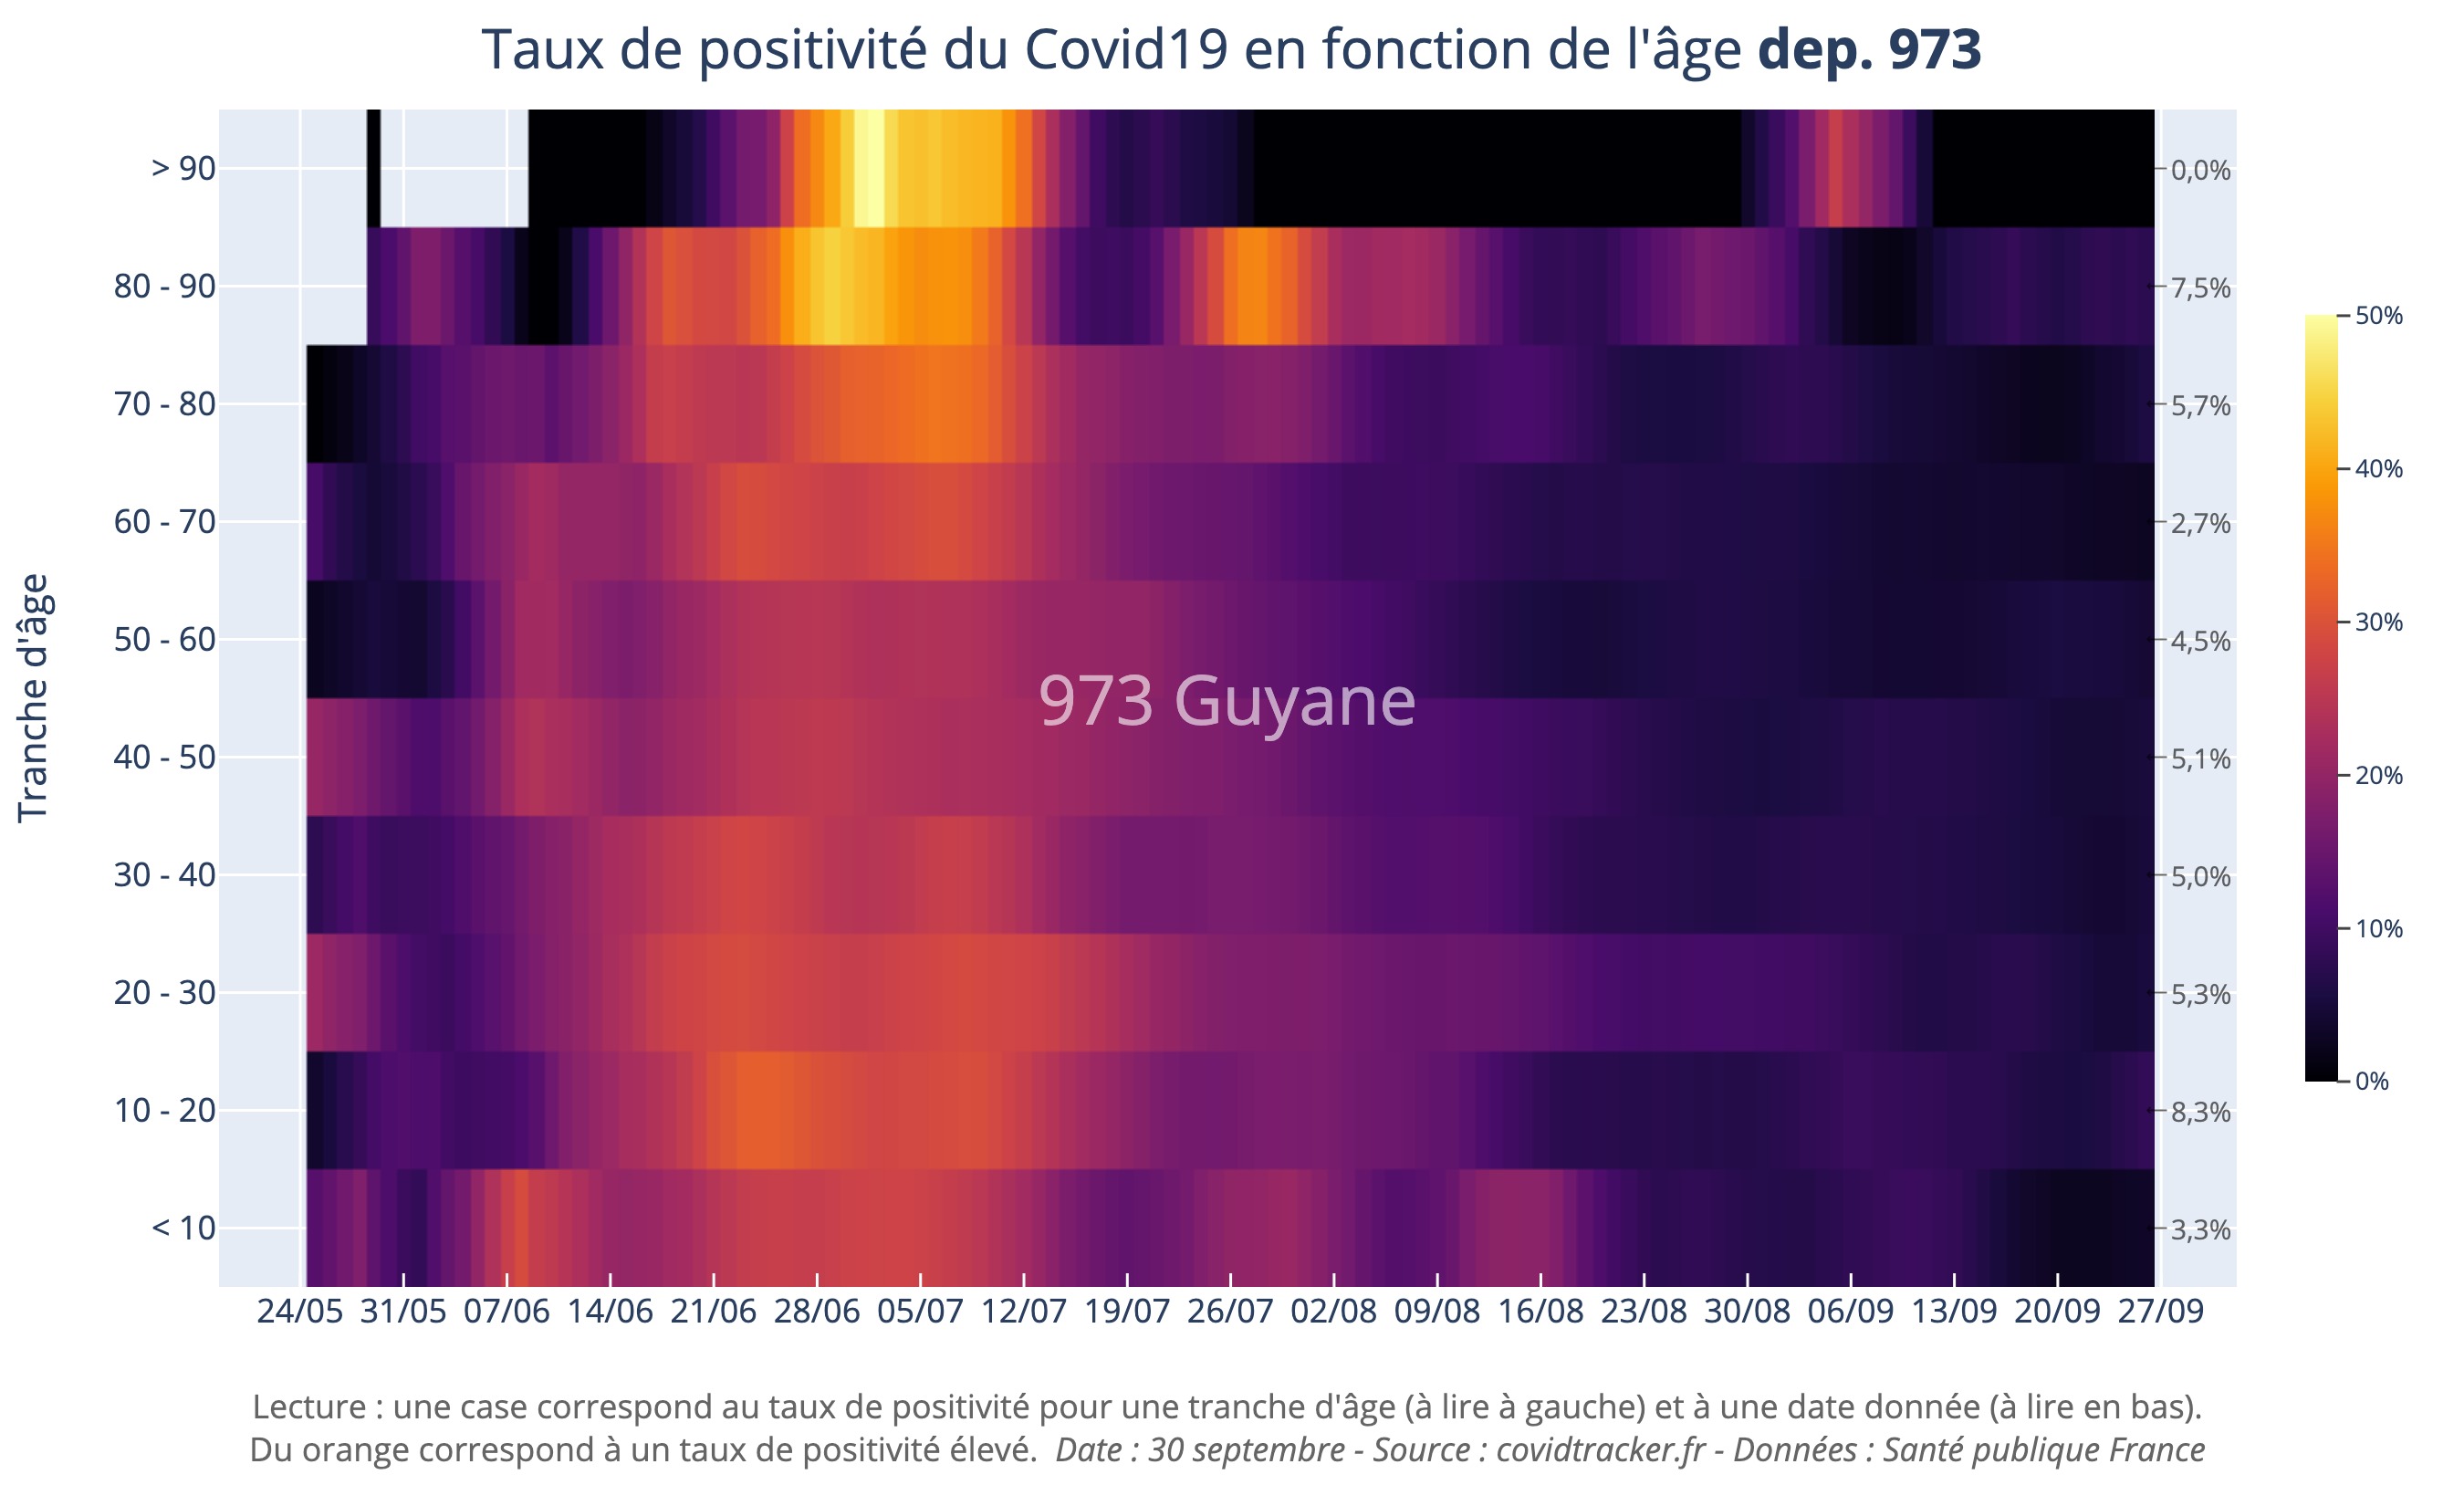 Taux de positivité du Covid19 en fonction de l'âge dep. 973
Tranche d'âge
> 90
0,0%
80 - 90
7,5%
70 - 80
5,7%
60 - 70
2,7%
50 - 60
4,5%
40 - 50
5,1%
30 - 40
5,0%
20 - 30
5,3%
10 - 20
8,3%
< 10
3,3%
973 Guyane
50%
40%
30%
20%
10%
0%
24/05 31/05 07/06 14/06 21/06 28/06 05/07 12/07 19/07 26/07 02/08 09/08 16/08 23/08 30/08 06/09 13/09 20/09 27/09
Lecture : une case correspond au taux de positivité pour une tranche d'âge (à lire à gauche) et à une date donnée (à lire en bas).
Du orange correspond à un taux de positivité élevé. Date : 30 septembre - Source : covidtracker.fr - Données : Santé publique France